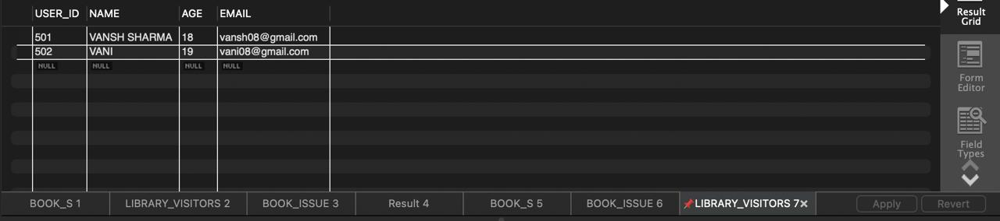 USER_ID NAME AGE EMAIL
501 VANSH SHARMA 18 vansh08@gmail.com
502 VANI 19 vani08@gmail.com
NULL NULL NULL NULL
Result
Grid
Form
Editor
Field
Types
BOOK_S 1 LIBRARY_VISITORS 2 BOOK_ISSUE 3 Result 4 BOOK_S 5 BOOK_ISSUE 6 LIBRARY_VISITORS 7 Apply Revert